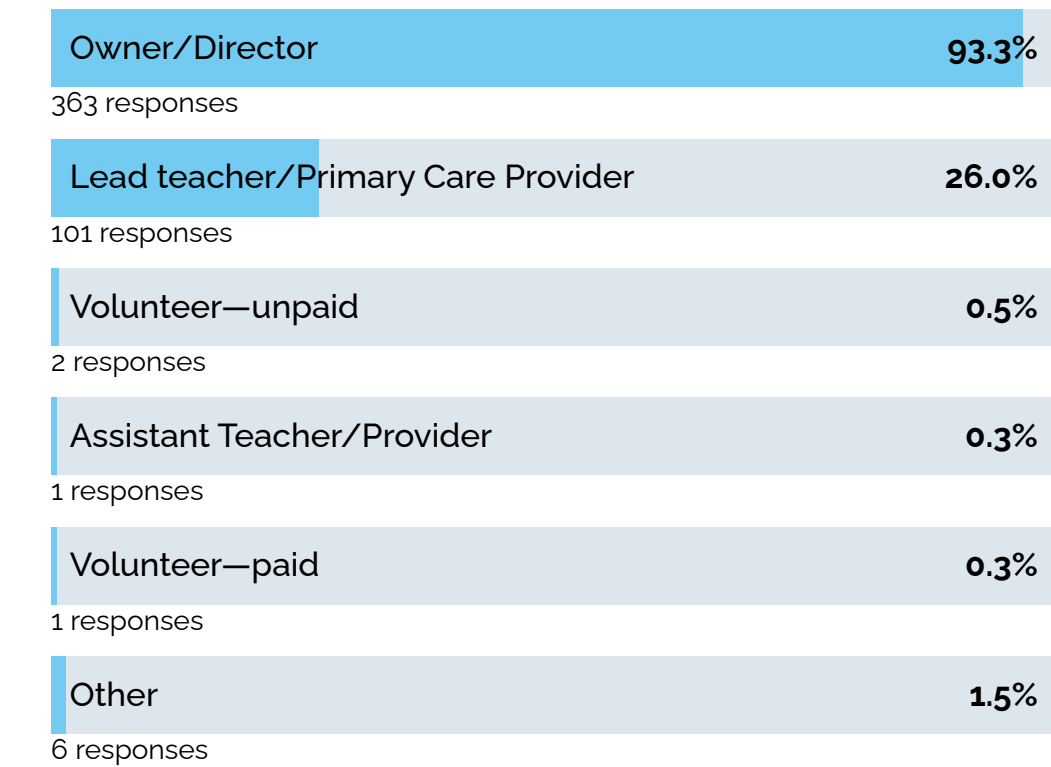 Owner/Director 93.3%
363 responses
Lead teacher/Primary Care Provider 26.0%
101 responses
Volunteer—unpaid 0.5%
2 responses
Assistant Teacher/Provider 0.3%
1 responses
Volunteer—paid 0.3%
1 responses
Other 1.5%
6 responses